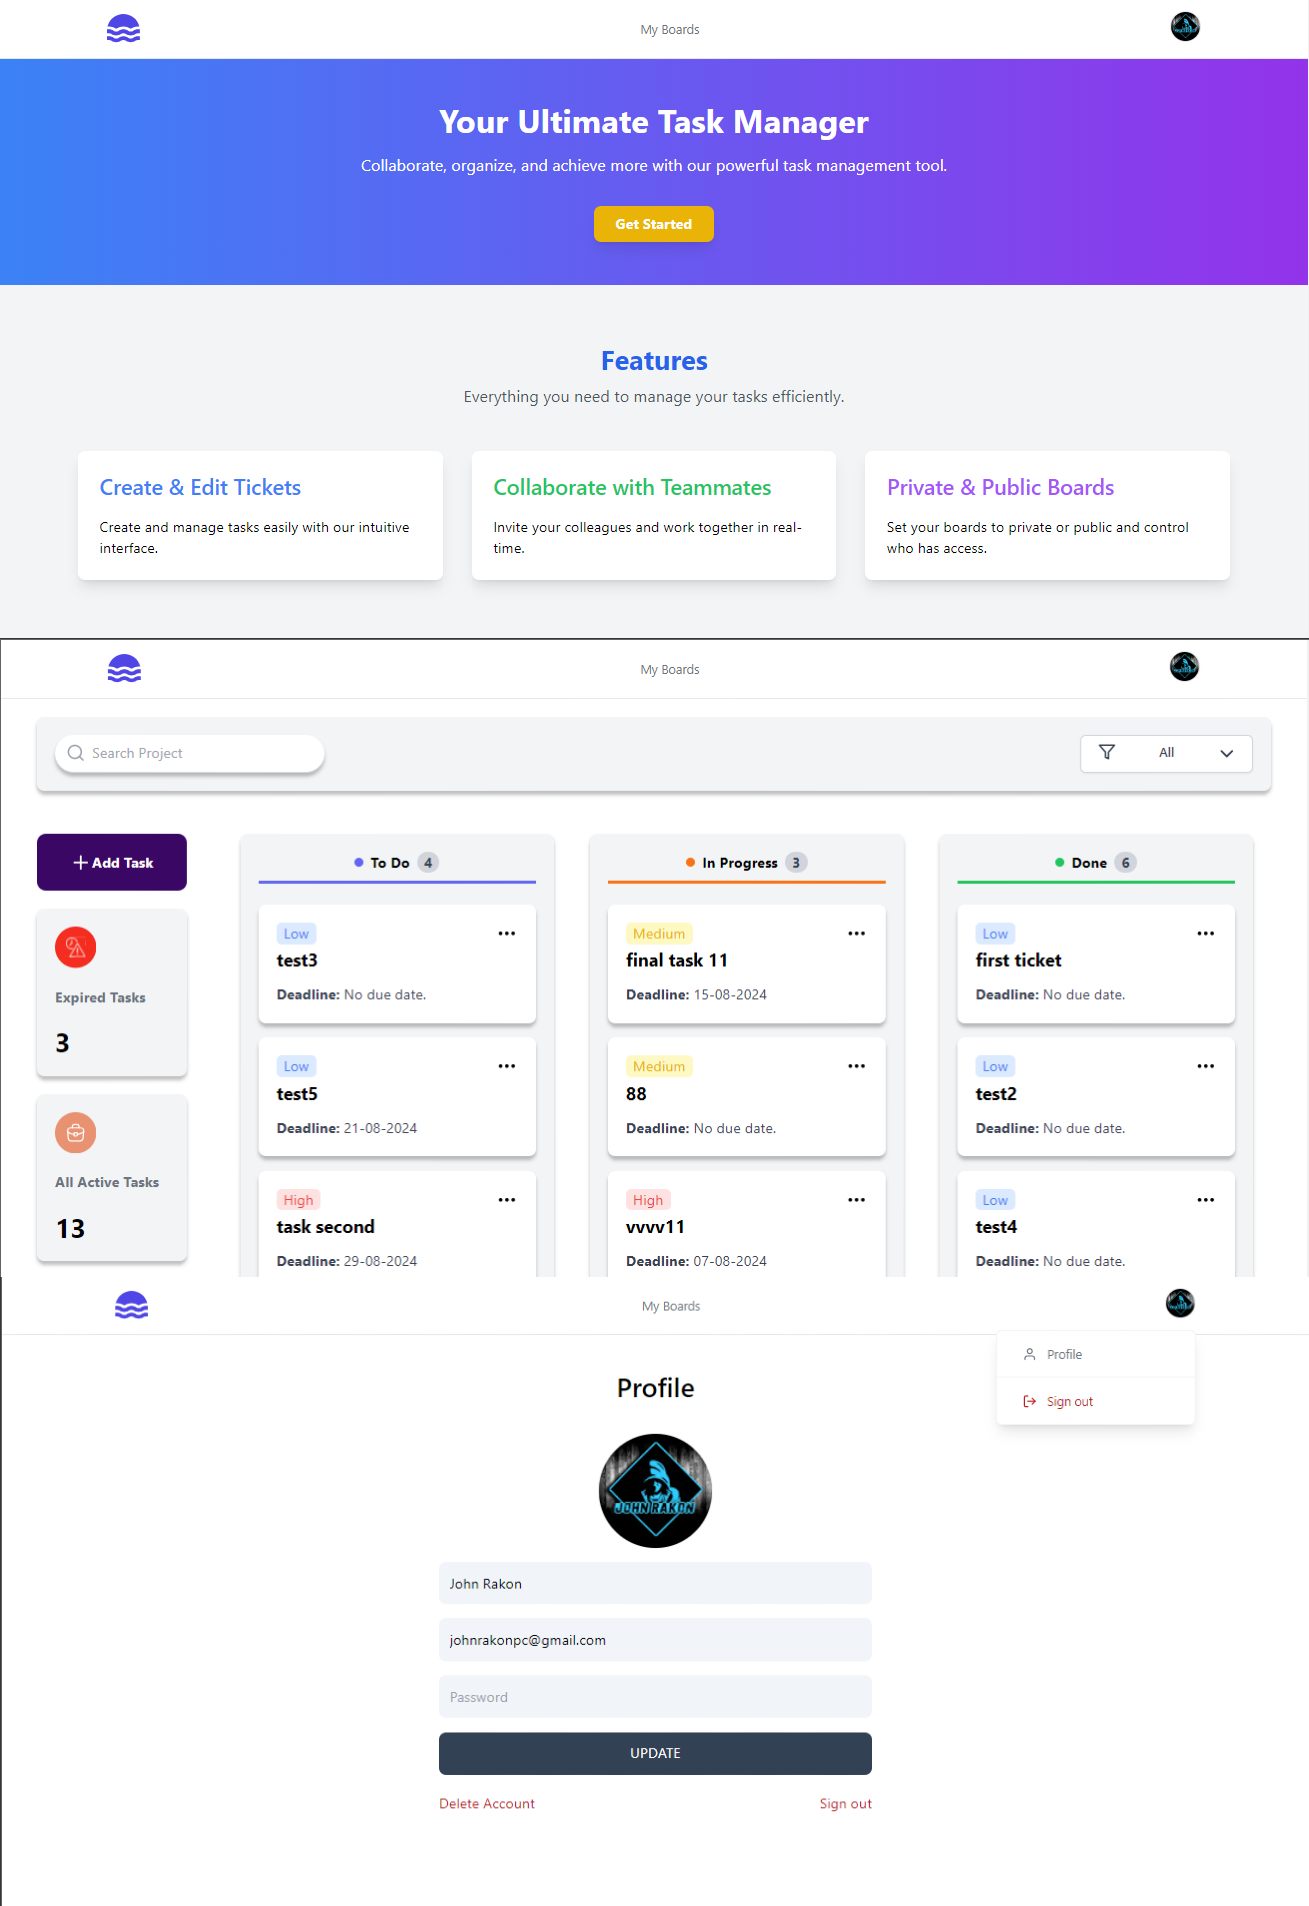 My Boards
Your Ultimate Task Manager
Collaborate, organize, and achieve more with our powerful task management tool.
Get Started
Features
Everything you need to manage your tasks efficiently.
Create & Edit Tickets
Create and manage tasks easily with our intuitive
interface.
Collaborate with Teammates
Invite your colleagues and work together in real-
time.
Private & Public Boards
Set your boards to private or public and control
who has access.
My Boards
Search Project
All
Add Task
Expired Tasks
3
All Active Tasks
13
To Do 4
Low
test3
Deadline: No due date.
Low
test5
Deadline: 21-08-2024
High
task second
Deadline: 29-08-2024
In Progress 3
Medium
final task 11
Deadline: 15-08-2024
Medium
88
Deadline: No due date.
High
vvvv11
Deadline: 07-08-2024
Done 6
Low
first ticket
Deadline: No due date.
Low
test2
Deadline: No due date.
Low
test4
Deadline: No due date.
My Boards
Profile
Sign out
Profile
JOHN RAKON
John Rakon
johnrakonpc@gmail.com
Password
UPDATE
Delete Account
Sign out